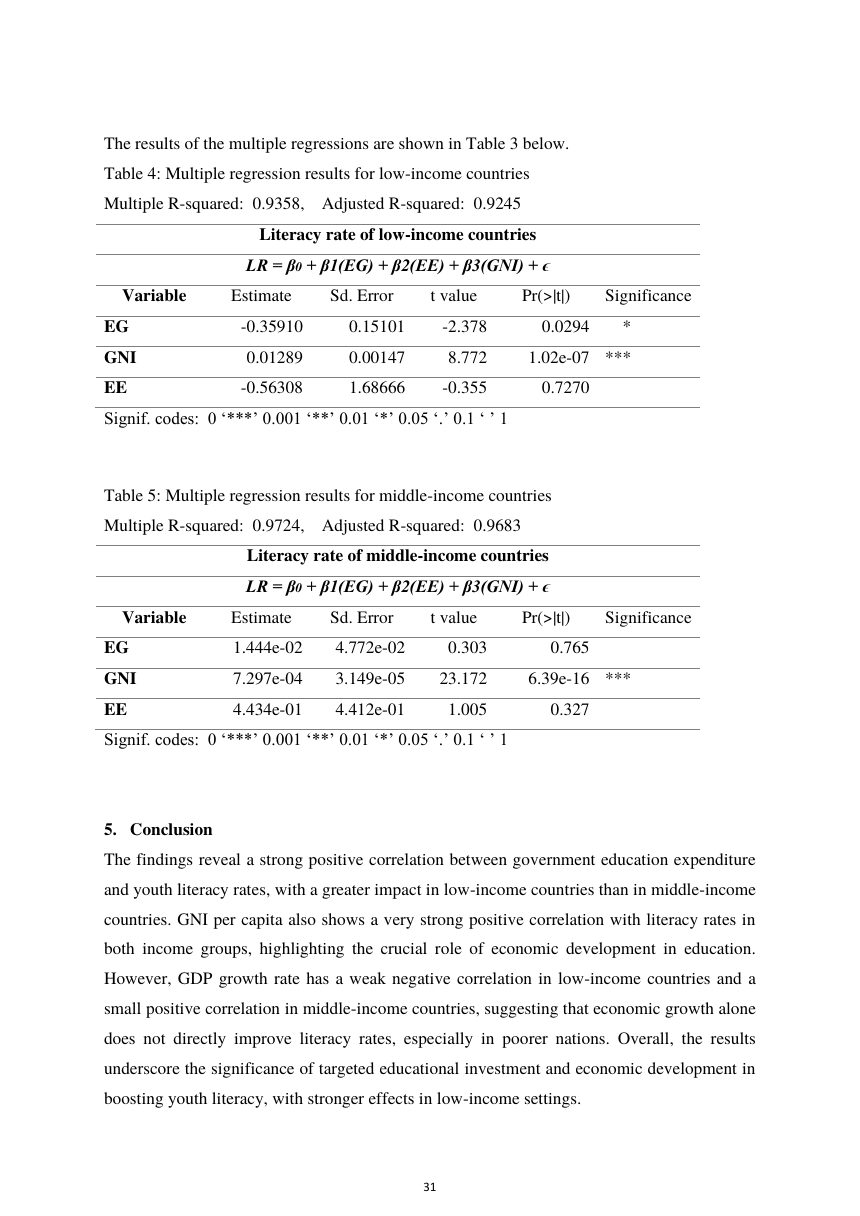 The results of the multiple regressions are shown in Table 3 below.
Table 4: Multiple regression results for low-income countries
Multiple R-squared:  0.9358,    Adjusted R-squared:  0.9245
Literacy rate of low-income countries
LR = β0 + β1(EG) + β2(EE) + β3(GNI) + ϵ
Variable Estimate Sd. Error t value Pr(>|t|) Significance
EG -0.35910 0.15101 -2.378 0.0294 *
GNI 0.01289 0.00147 8.772 1.02e-07 ***
EE -0.56308 1.68666 -0.355 0.7270
Signif. codes:  0 ‘***’ 0.001 ‘**’ 0.01 ‘*’ 0.05 ‘.’ 0.1 ‘ ’ 1
Table 5: Multiple regression results for middle-income countries
Multiple R-squared:  0.9724,    Adjusted R-squared:  0.9683
Literacy rate of middle-income countries
LR = β0 + β1(EG) + β2(EE) + β3(GNI) + ϵ
Variable Estimate Sd. Error t value Pr(>|t|) Significance
EG 1.444e-02 4.772e-02 0.303 0.765
GNI 7.297e-04 3.149e-05 23.172 6.39e-16 ***
EE 4.434e-01 4.412e-01 1.005 0.327
Signif. codes:  0 ‘***’ 0.001 ‘**’ 0.01 ‘*’ 0.05 ‘.’ 0.1 ‘ ’ 1
5. Conclusion
The findings reveal a strong positive correlation between government education expenditure
and youth literacy rates, with a greater impact in low-income countries than in middle-income
countries. GNI per capita also shows a very strong positive correlation with literacy rates in
both income groups, highlighting the crucial role of economic development in education.
However, GDP growth rate has a weak negative correlation in low-income countries and a
small positive correlation in middle-income countries, suggesting that economic growth alone
does not directly improve literacy rates, especially in poorer nations. Overall, the results
underscore the significance of targeted educational investment and economic development in
boosting youth literacy, with stronger effects in low-income settings.
31